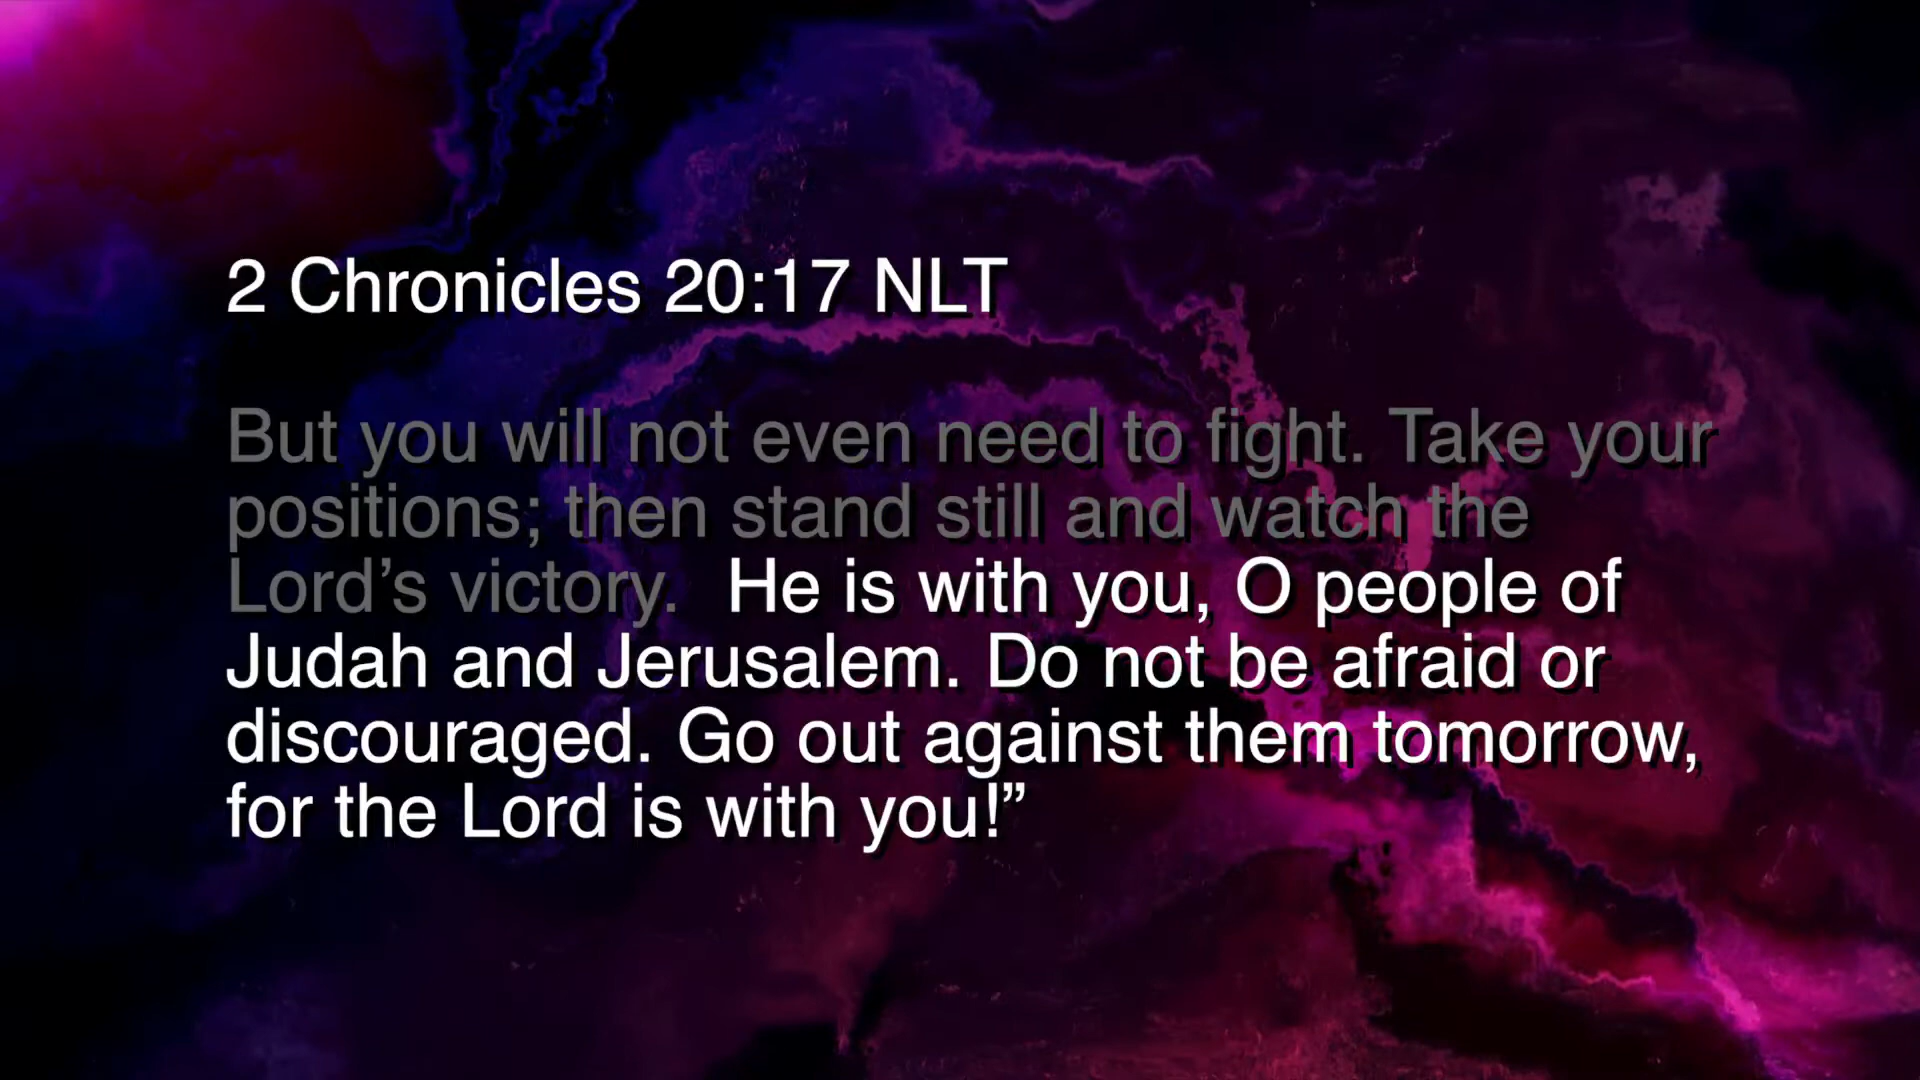 2 Chronicles 20:17 NLT
But you will not even need to fight. Take your
positions; then stand still and watch the
Lord’s victory.  He is with you, O people of
Judah and Jerusalem. Do not be afraid or
discouraged. Go out against them tomorrow,
for the Lord is with you!”